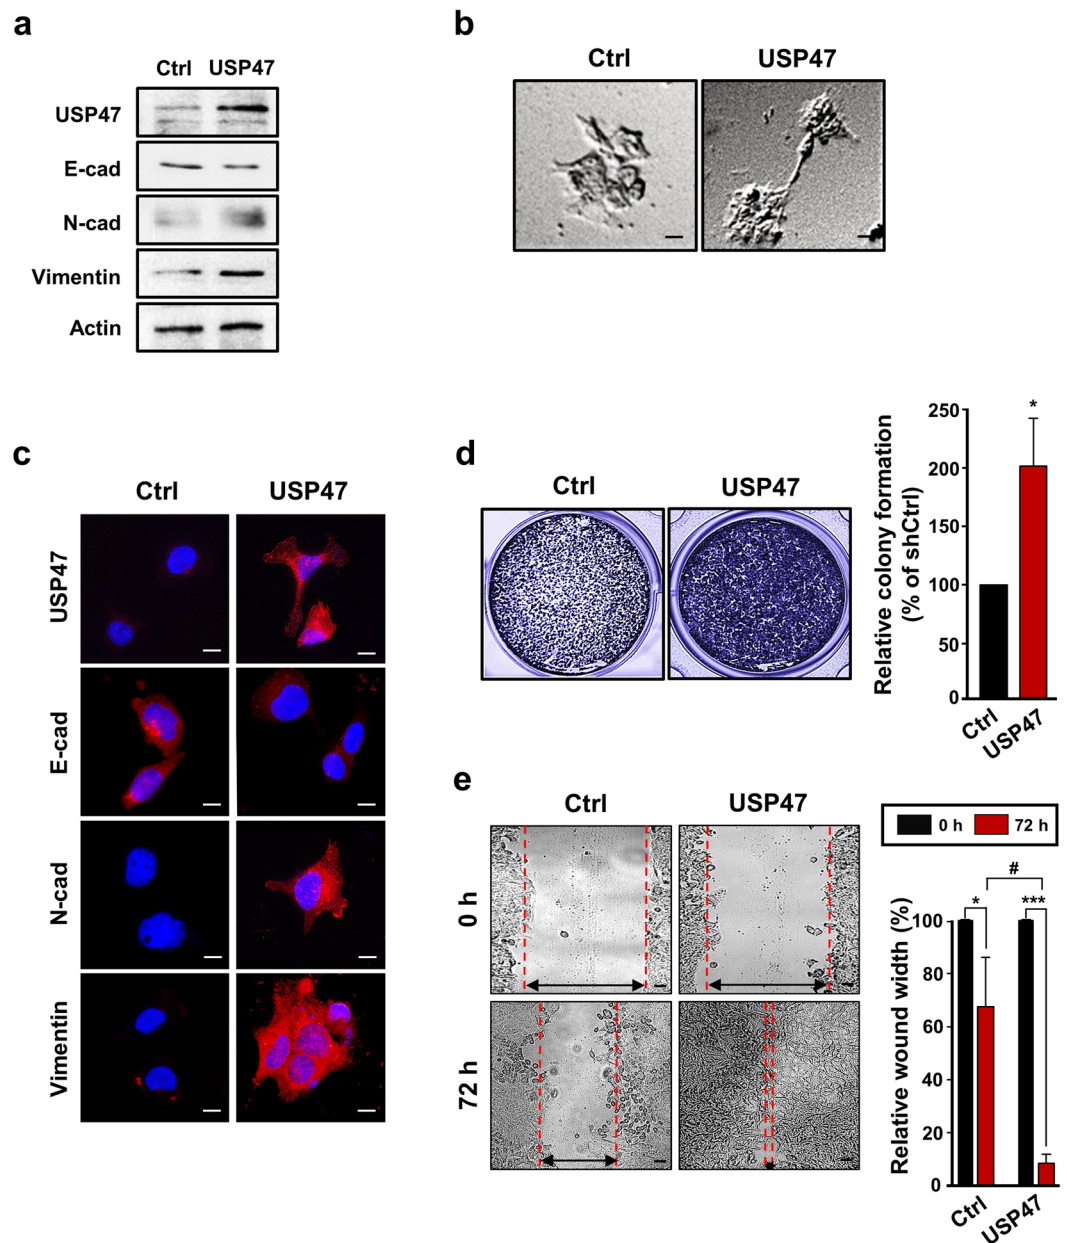 a
Ctrl USP47
USP47
E-cad
N-cad
Vimentin
Actin
b
Ctrl USP47
c
Ctrl USP47
USP47
E-cad
N-cad
Vimentin
d
Ctrl USP47
Relative colony formation
(% of shCtrl)
250
200
150
100
50
0
*
Ctrl
USP47
e
Ctrl USP47
0 h
72 h
0 h 72 h
Relative wound width (%)
100
80
60
40
20
0
#
* ***
Ctrl
USP47